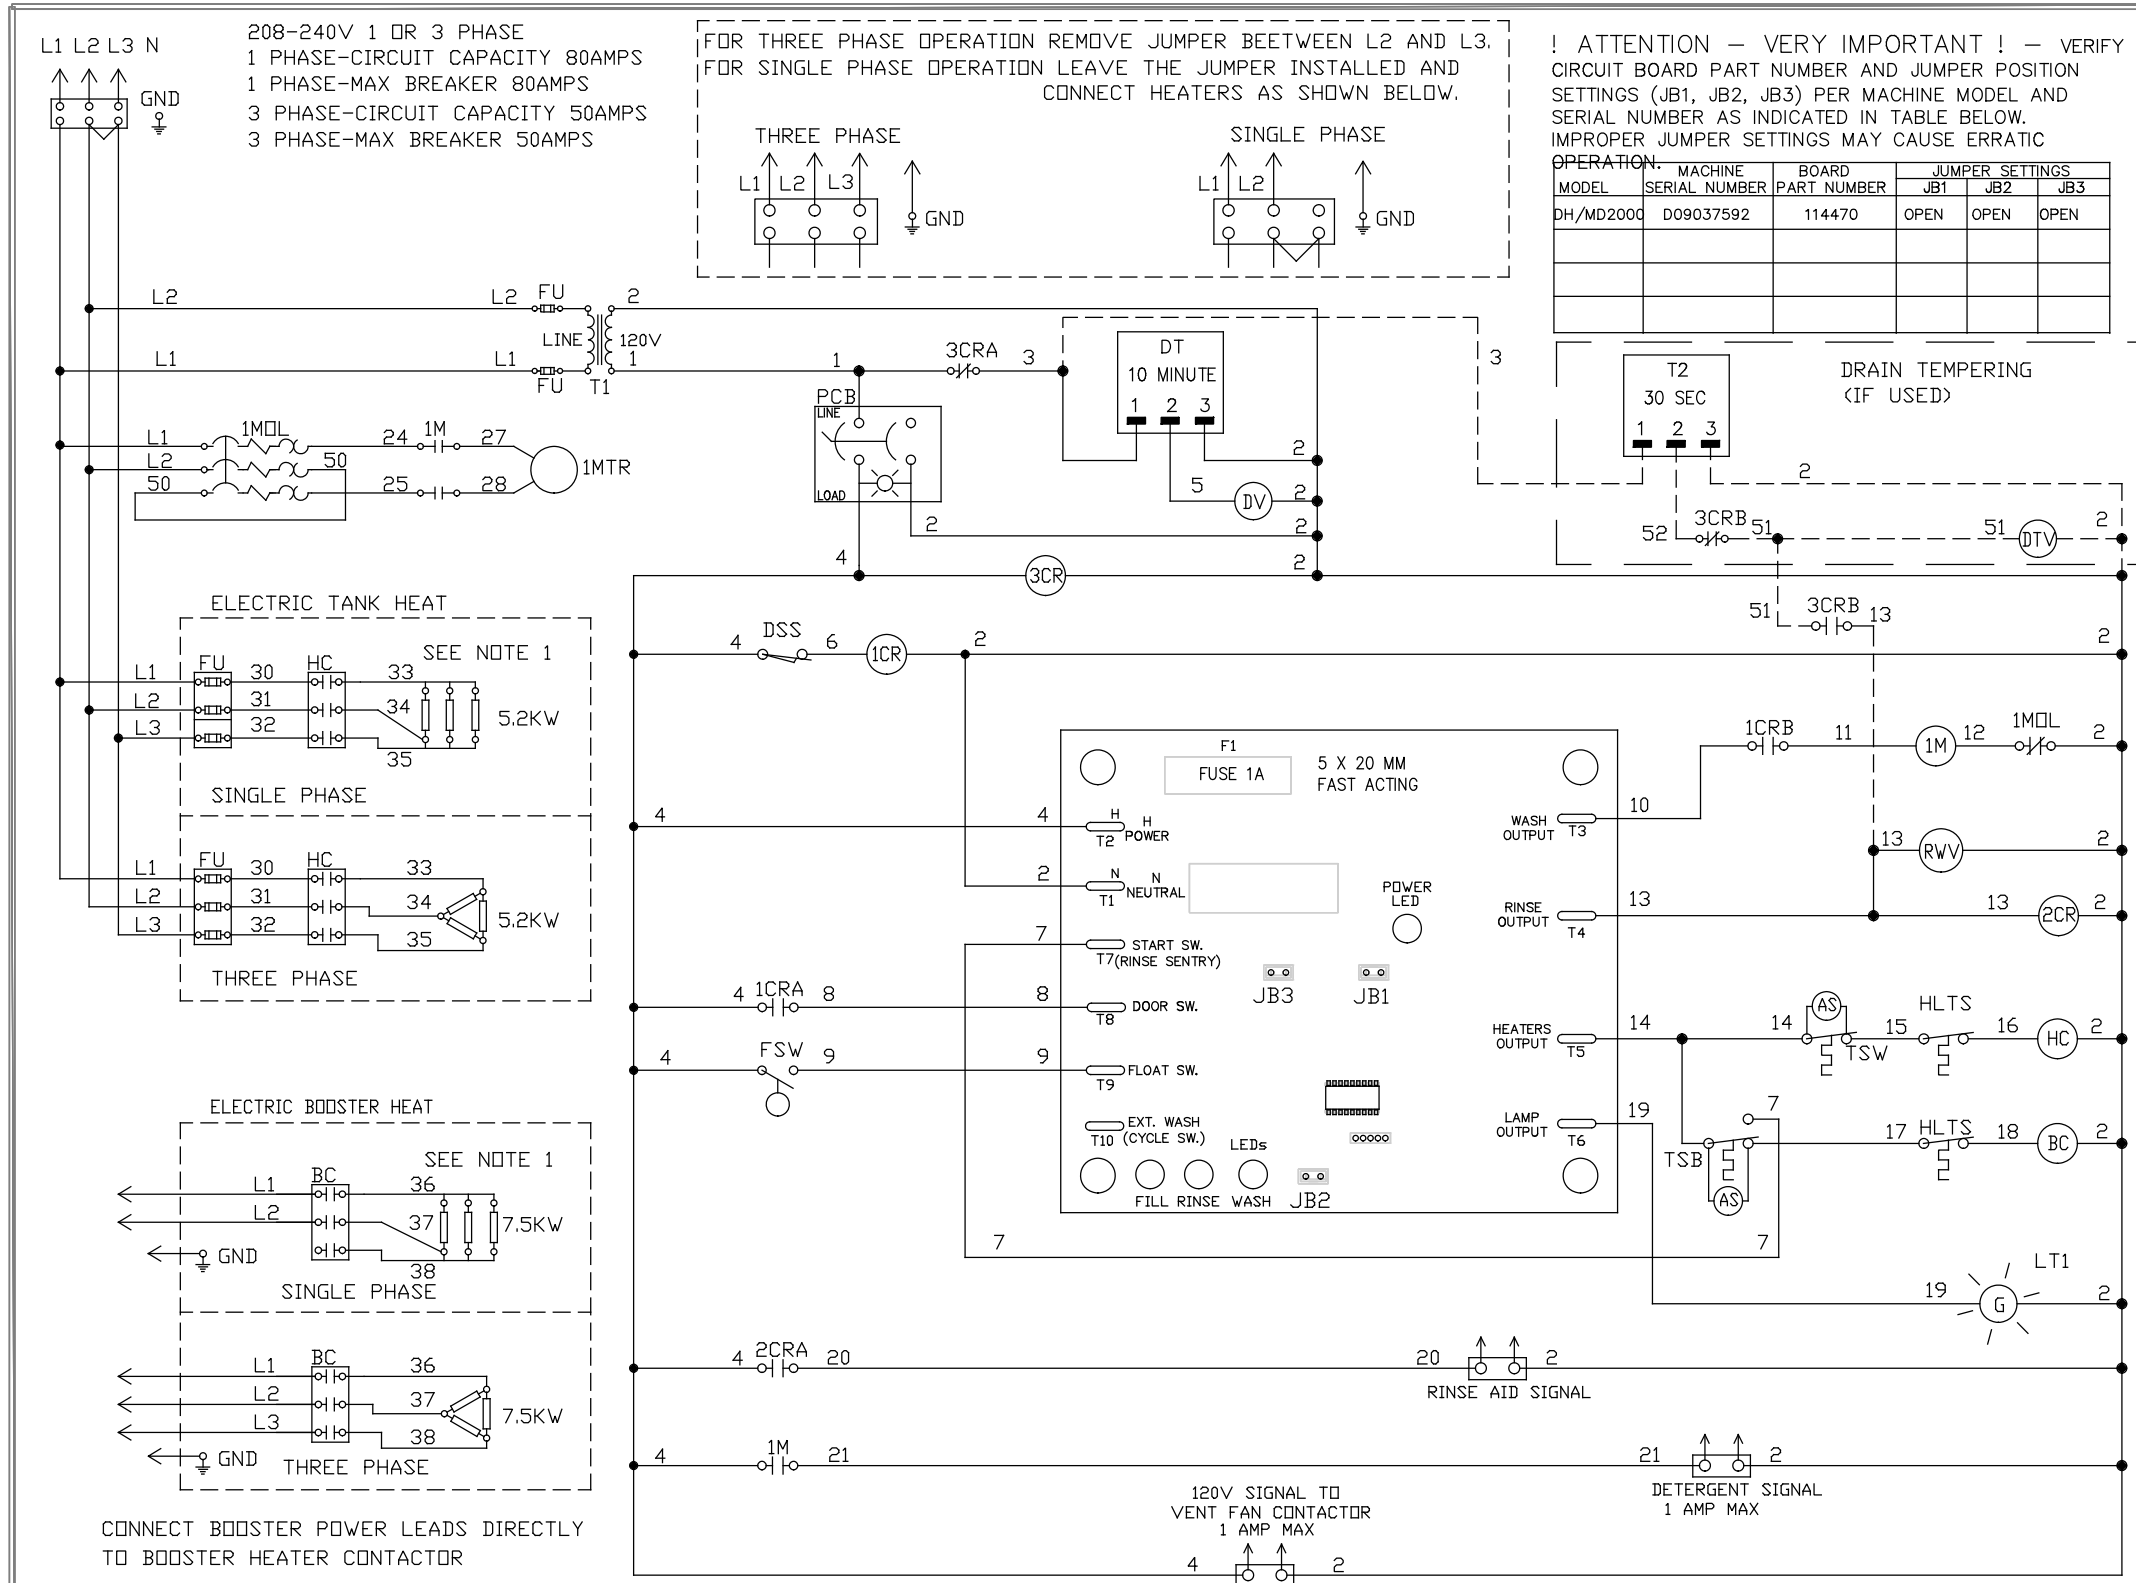 L1 L2 L3 N
GND
208-240V 1 OR 3 PHASE
1 PHASE-CIRCUIT CAPACITY 80AMPS
1 PHASE-MAX BREAKER 80AMPS
3 PHASE-CIRCUIT CAPACITY 50AMPS
3 PHASE-MAX BREAKER 50AMPS
FOR THREE PHASE OPERATION REMOVE JUMPER BEETWEEN L2 AND L3.
FOR SINGLE PHASE OPERATION LEAVE THE JUMPER INSTALLED AND
CONNECT HEATERS AS SHOWN BELOW.
THREE PHASE
L1 L2 L3
GND
SINGLE PHASE
L1 L2
GND
! ATTENTION – VERY IMPORTANT ! – VERIFY
CIRCUIT BOARD PART NUMBER AND JUMPER POSITION
SETTINGS (JB1, JB2, JB3) PER MACHINE MODEL AND
SERIAL NUMBER AS INDICATED IN TABLE BELOW.
IMPROPER JUMPER SETTINGS MAY CAUSE ERRATIC
OPERATION.
MACHINE BOARD JUMPER SETTINGS
MODEL SERIAL NUMBER PART NUMBER JB1 JB2 JB3
DH/MD2000 D09037592 114470 OPEN OPEN OPEN
L2 L2 FU 2
LINE 120V
L1 L1 FU T1 1
1 3CRA 3
DT
10 MINUTE
1 2 3
3
PCB
LINE
LOAD
2
5 DV 2
2 2
4 3CR 2
T2
30 SEC
1 2 3
DRAIN TEMPERING
(IF USED)
2
52 3CRB 51 51 DTV 2
51 3CRB 13
L1 1MOL 24 1M 27
L2 50 1MTR
50 25 28
ELECTRIC TANK HEAT
SEE NOTE 1
L1 FU 30 HC 33
L2 31 34 5.2KW
L3 32 35
SINGLE PHASE
L1 FU 30 HC 33
L2 31 34 5.2KW
L3 32 35
THREE PHASE
ELECTRIC BOOSTER HEAT
SEE NOTE 1
L1 BC 36
L2 37 7.5KW
GND 38
SINGLE PHASE
L1 BC 36
L2 37 7.5KW
L3 38
GND
THREE PHASE
CONNECT BOOSTER POWER LEADS DIRECTLY
TO BOOSTER HEATER CONTACTOR
4 DSS 6 1CR 2 2
F1
FUSE 1A
5 X 20 MM
FAST ACTING
4 4 H T2 H POWER
2 N T1 N NEUTRAL
7 T7 START SW. (RINSE SENTRY)
4 1CRA 8 8 T8 DOOR SW.
4 FSW 9 9 T9 FLOAT SW.
T10 EXT. WASH (CYCLE SW.)
POWER LED
JB3 JB1
LEDs
FILL RINSE WASH
JB2
WASH OUTPUT T3 10 1CRB 11 1M 12 1MOL 2
13 RWV 2
RINSE OUTPUT T4 13 13 2CR 2
HEATERS OUTPUT T5 14 14 AS TSW 15 HLTS 16 HC 2
LAMP OUTPUT T6 19
7
TSB AS 17 HLTS 18 BC 2
7 7
19 G LT1 2
4 2CRA 20 20 2
RINSE AID SIGNAL
4 1M 21 21 2
DETERGENT SIGNAL
1 AMP MAX
120V SIGNAL TO
VENT FAN CONTACTOR
1 AMP MAX
4 2